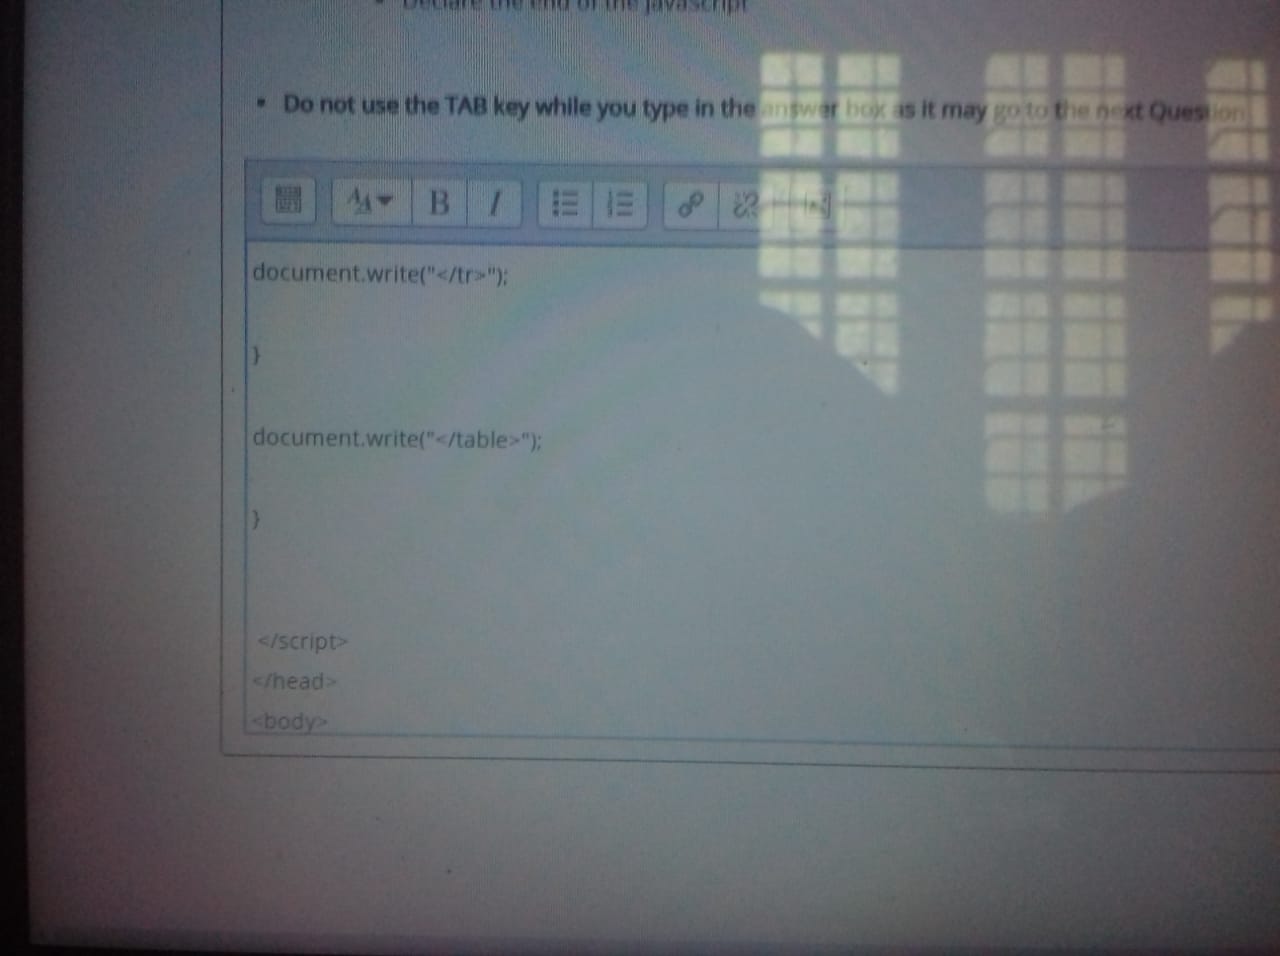 Declare the end of the javascript
Do not use the TAB key while you type in the answer box as it may go to the next Question
B I
document.write("</tr>");
}
document.write("</table>");
}
</script>
</head>
<body>